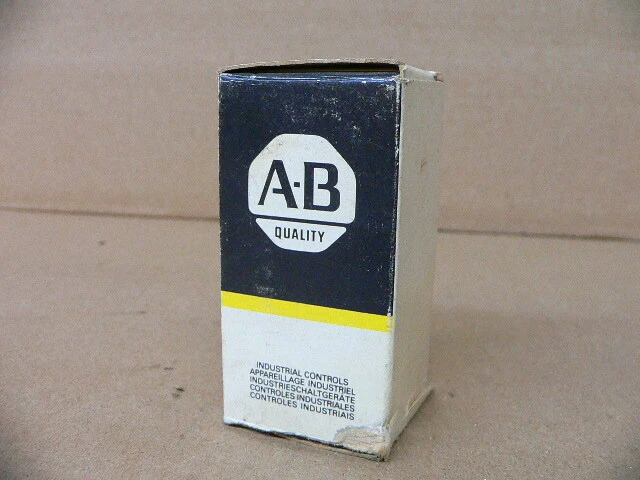 A-B
QUALITY
INDUSTRIAL CONTROLS
APPAREILLAGE INDUSTRIEL
INDUSTRIESCHALTGERÄTE
CONTROLES INDUSTRIALES
CONTROLES INDUSTRIAIS